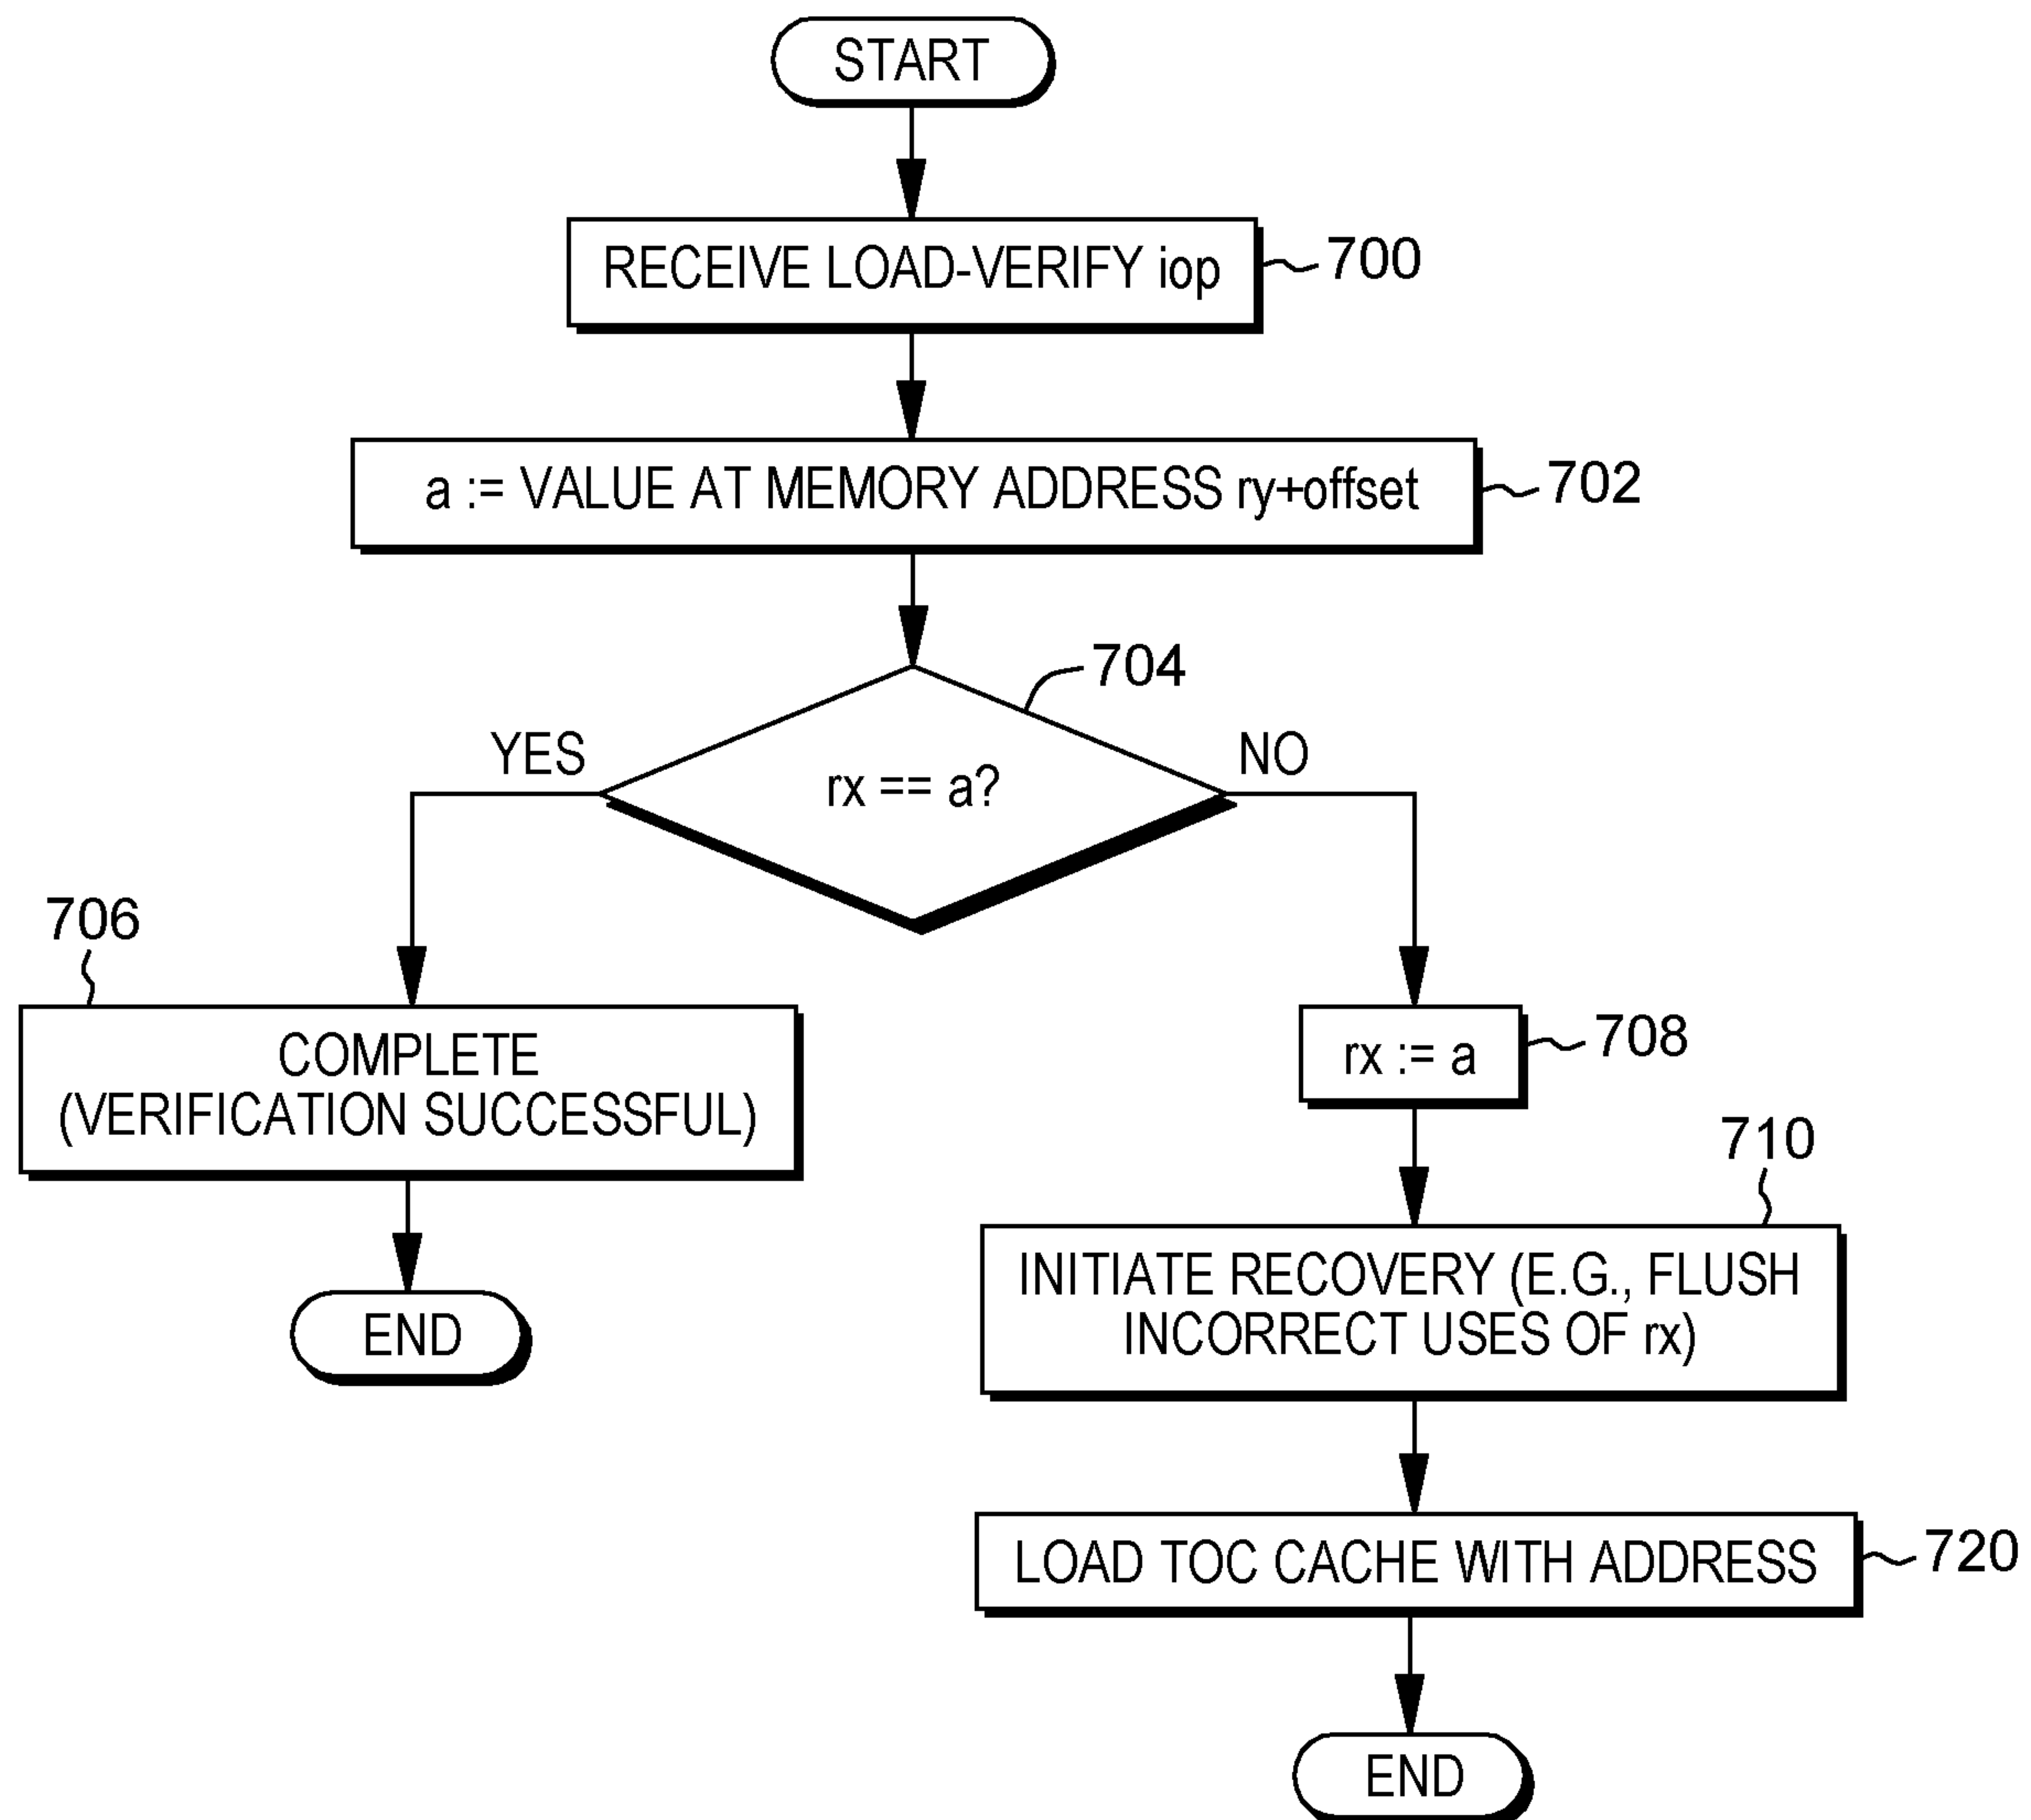 START
RECEIVE LOAD-VERIFY iop
700
a := VALUE AT MEMORY ADDRESS ry+offset
702
704
YES
rx == a?
NO
706
COMPLETE
(VERIFICATION SUCCESSFUL)
END
rx := a
708
710
INITIATE RECOVERY (E.G., FLUSH
INCORRECT USES OF rx)
LOAD TOC CACHE WITH ADDRESS
720
END